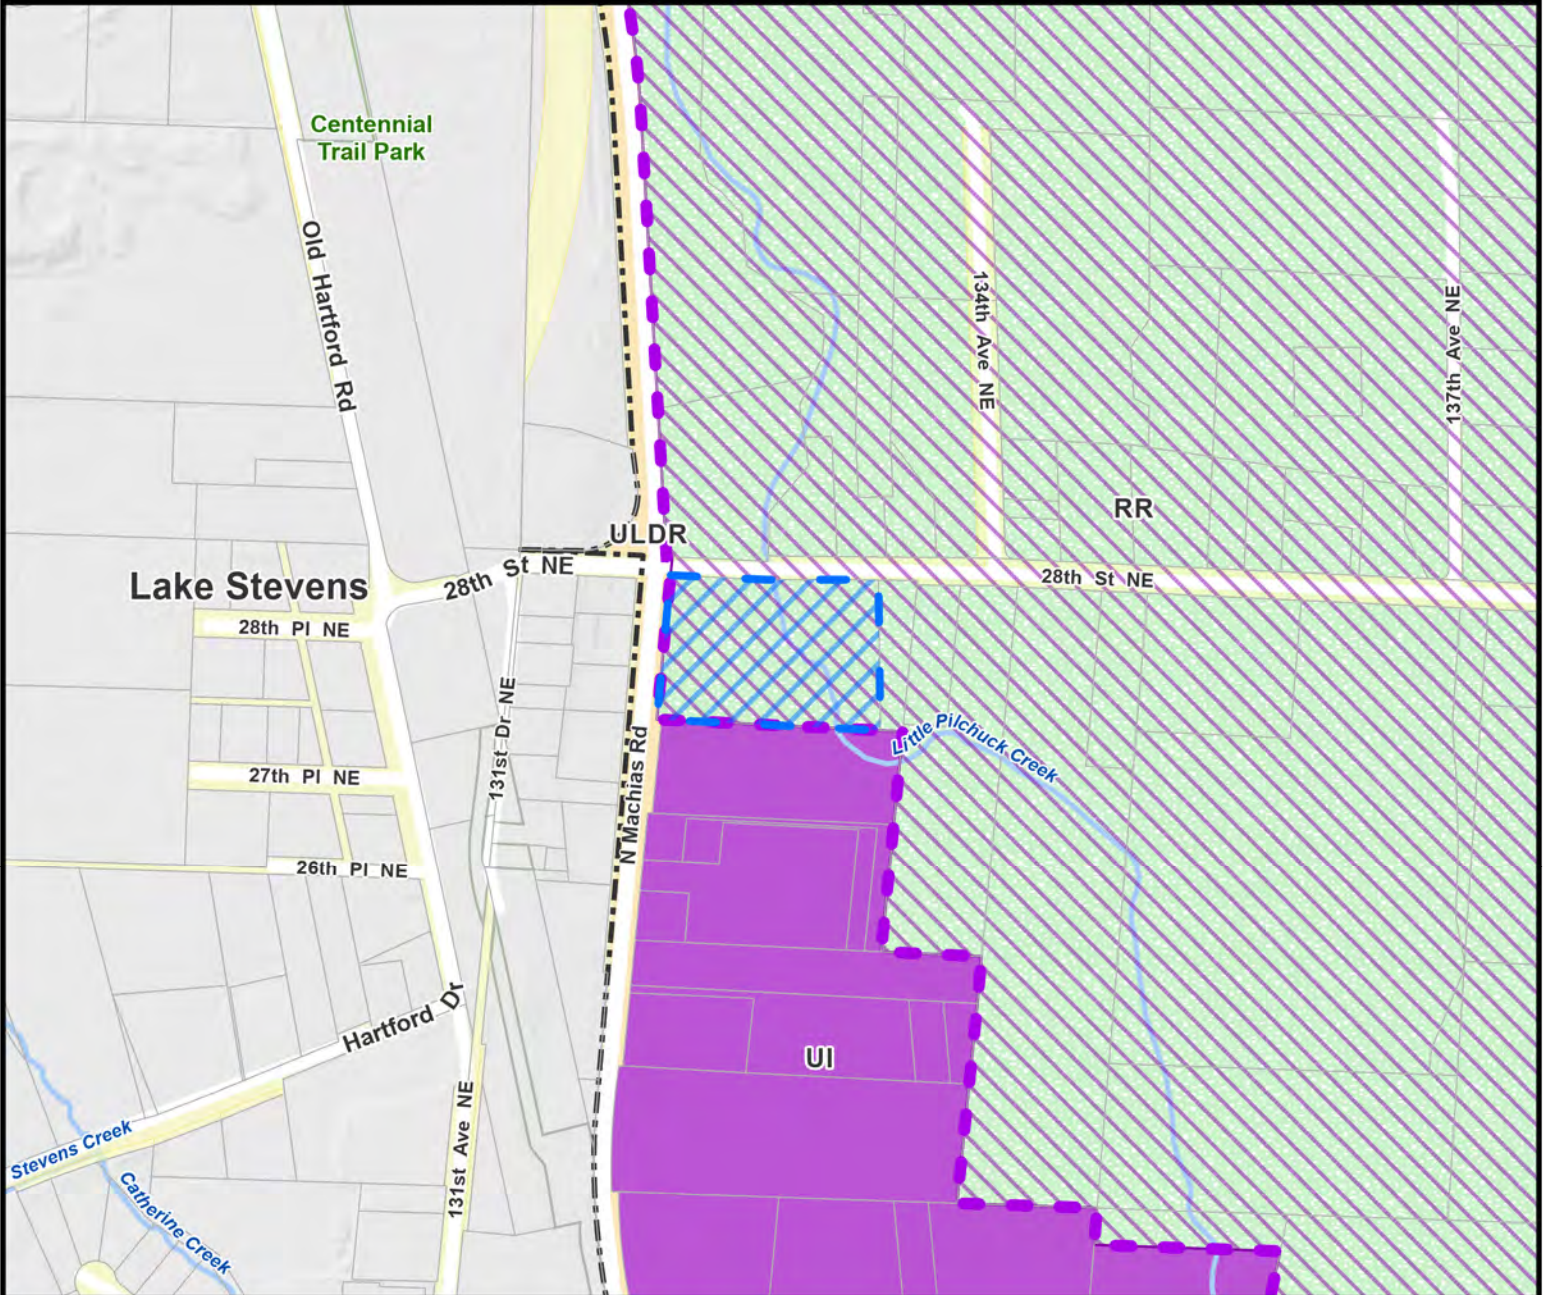 Centennial
Trail Park
Old Hartford Rd
134th Ave NE
137th Ave NE
RR
ULDR
28th St NE
28th St NE
Lake Stevens
28th Pl NE
131st Dr NE
N Machias Rd
Little Pilchuck Creek
27th Pl NE
26th Pl NE
Hartford Dr
UI
131st Ave NE
Stevens Creek
Catherine Creek